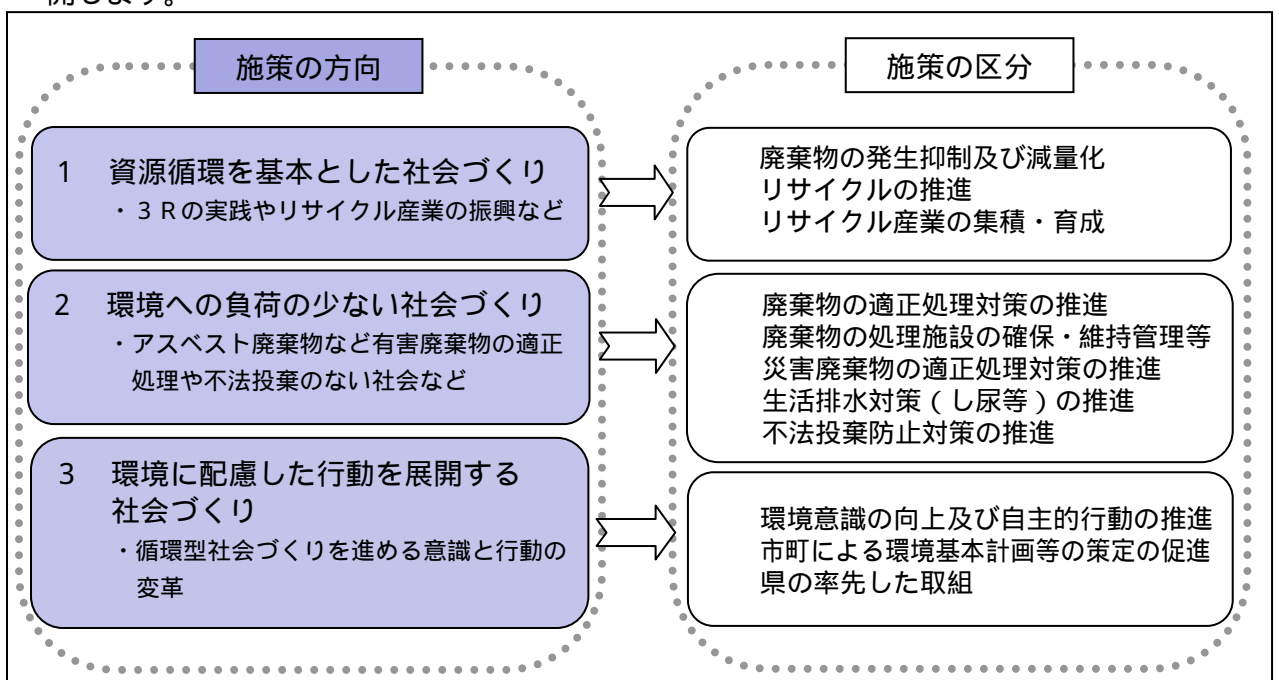 開します。
施策の方向
1 資源循環を基本とした社会づくり
・３Ｒの実践やリサイクル産業の振興など
2 環境への負荷の少ない社会づくり
・アスベスト廃棄物など有害廃棄物の適正
処理や不法投棄のない社会など
3 環境に配慮した行動を展開する
社会づくり
・循環型社会づくりを進める意識と行動の
変革
施策の区分
廃棄物の発生抑制及び減量化
リサイクルの推進
リサイクル産業の集積・育成
廃棄物の適正処理対策の推進
廃棄物の処理施設の確保・維持管理等
災害廃棄物の適正処理対策の推進
生活排水対策（し尿等）の推進
不法投棄防止対策の推進
環境意識の向上及び自主的行動の推進
市町による環境基本計画等の策定の促進
県の率先した取組